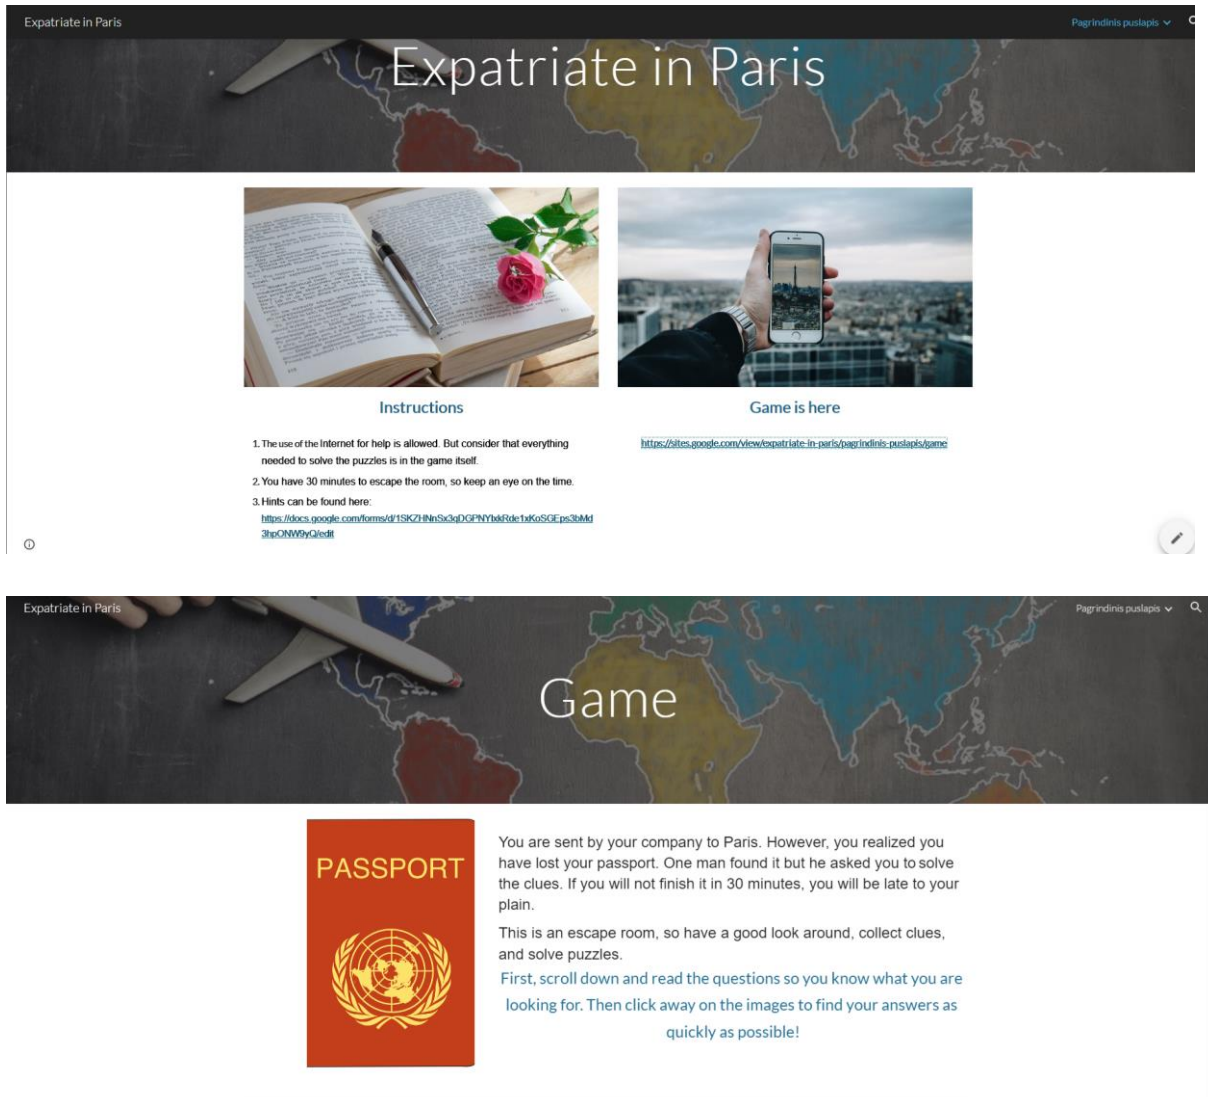 Expatriate in Paris
Pagrindinis puslapis
Expatriate in Paris
Instructions
1. The use of the Internet for help is allowed. But consider that everything
needed to solve the puzzles is in the game itself.
2. You have 30 minutes to escape the room, so keep an eye on the time.
3. Hints can be found here:
Game is here
https://sites.google.com/view/expatriate-in-paris/pagrindinis-puslapis/game
Expatriate in Paris
Pagrindinis puslapis
Game
PASSPORT
You are sent by your company to Paris. However, you realized you
have lost your passport. One man found it but he asked you to solve
the clues. If you will not finish it in 30 minutes, you will be late to your
plain.
This is an escape room, so have a good look around, collect clues,
and solve puzzles.
First, scroll down and read the questions so you know what you are
looking for. Then click away on the images to find your answers as
quickly as possible!